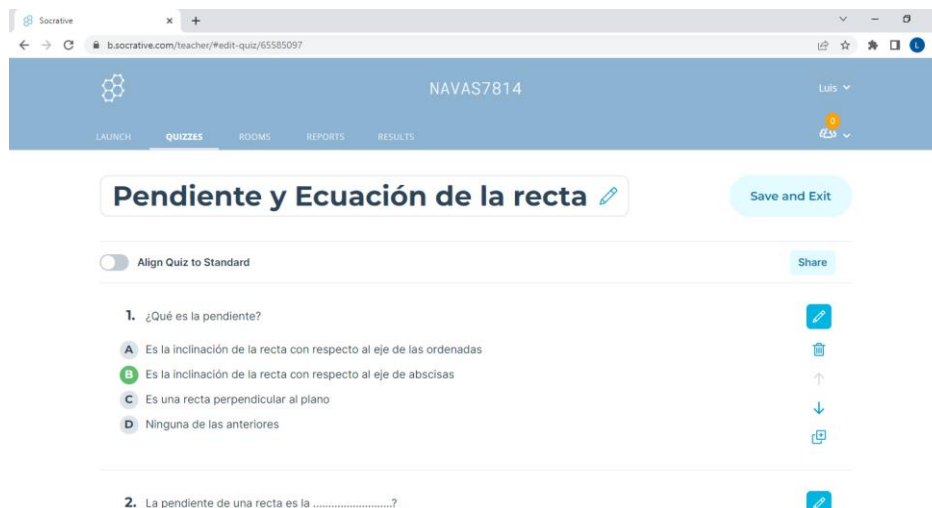 Socrative
b.socrative.com/teacher/#edit-quiz/65585097
L
NAVAS7814
Luis
LAUNCH QUIZZES ROOMS REPORTS RESULTS
0
Pendiente y Ecuación de la recta
Save and Exit
Align Quiz to Standard
Share
1. ¿Qué es la pendiente?
A Es la inclinación de la recta con respecto al eje de las ordenadas
B Es la inclinación de la recta con respecto al eje de abscisas
C Es una recta perpendicular al plano
D Ninguna de las anteriores
2. La pendiente de una recta es la ..........................?